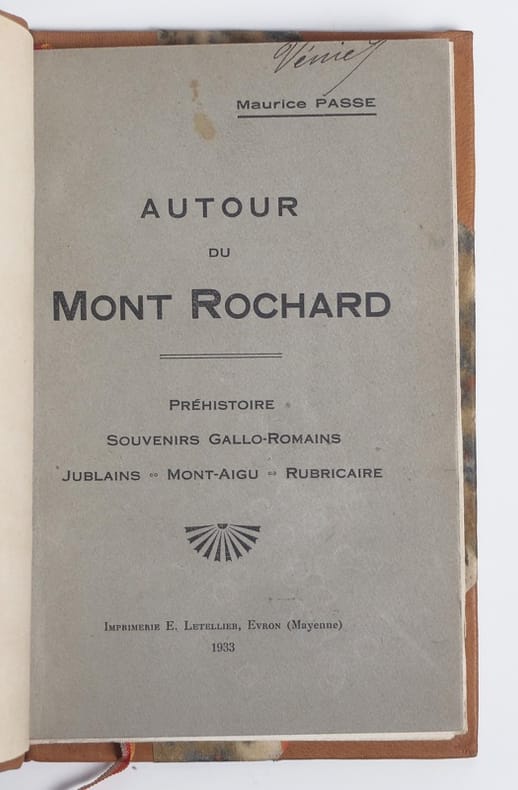 Maurice PASSE
AUTOUR
DU
MONT ROCHARD
PRÉHISTOIRE
SOUVENIRS GALLO-ROMAINS
JUBLAINS MONT-AIGU RUBRICAIRE
IMPRIMERIE E. LETELLIER, EVRON (Mayenne)
1933